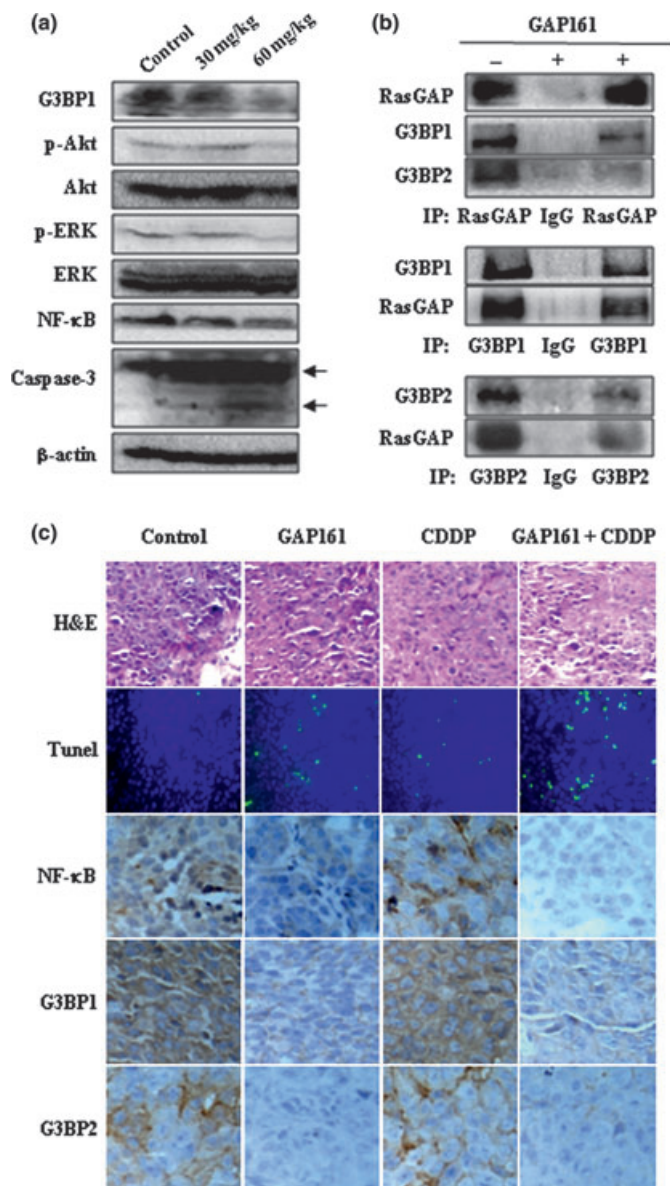 (a)
Control 30 mg/kg 60 mg/kg
G3BP1
p-Akt
Akt
p-ERK
ERK
NF-κB
Caspase-3
β-actin
(b)
GAP161
– + +
RasGAP
G3BP1
G3BP2
IP: RasGAP IgG RasGAP
G3BP1
RasGAP
IP: G3BP1 IgG G3BP1
G3BP2
RasGAP
IP: G3BP2 IgG G3BP2
(c)
Control GAP161 CDDP GAP161 + CDDP
H&E
Tunel
NF-κB
G3BP1
G3BP2